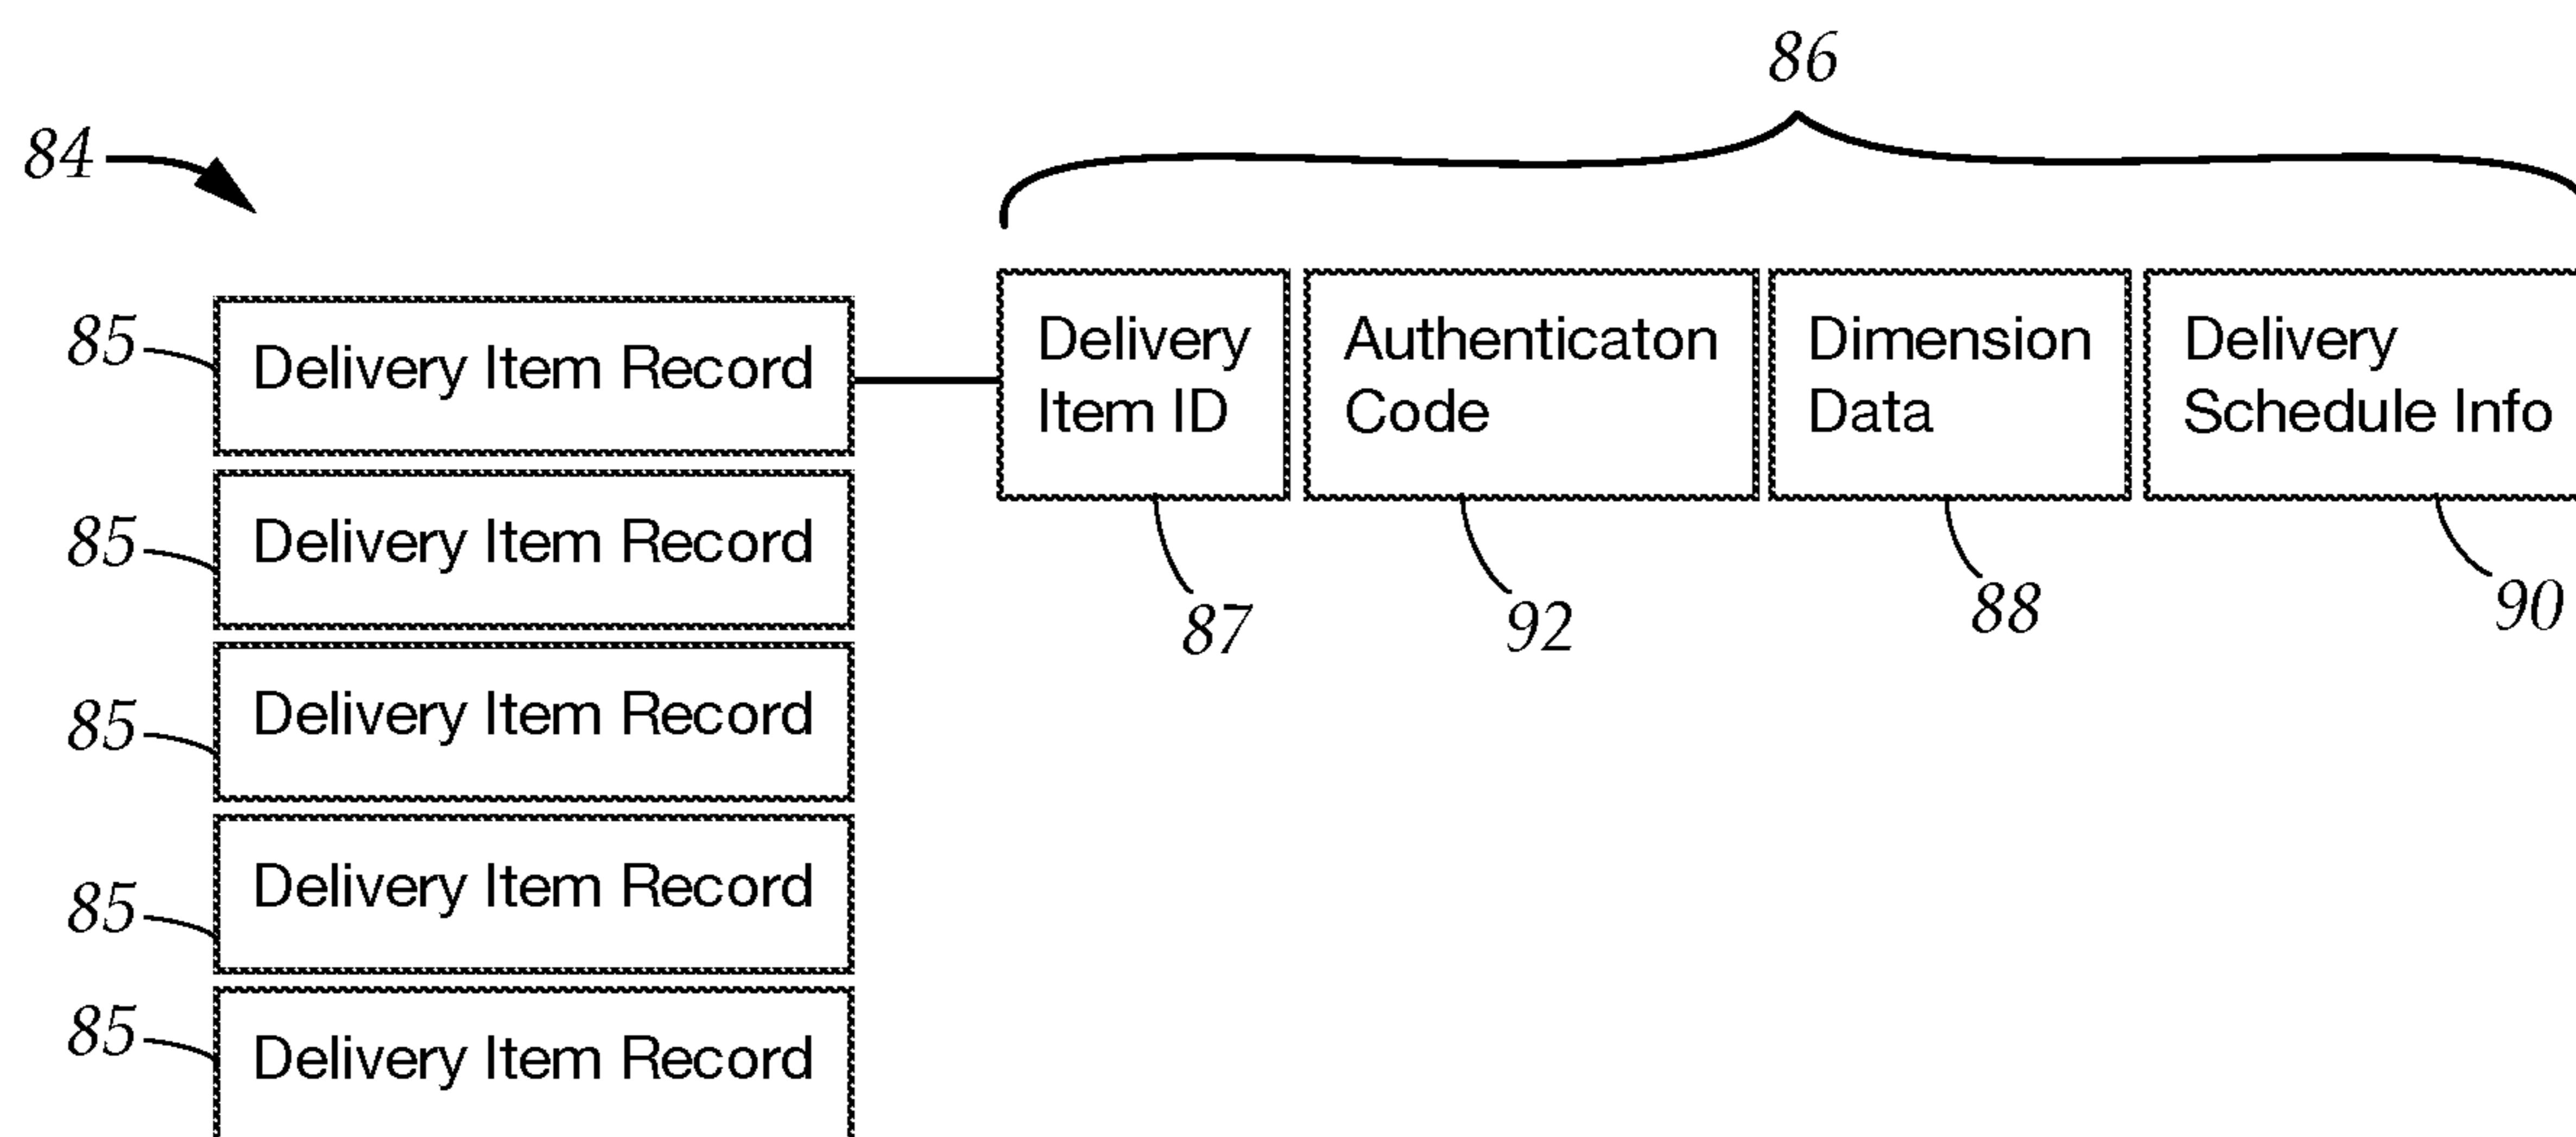 86
84
85
Delivery Item Record
Delivery
Item ID
Authenticaton
Code
Dimension
Data
Delivery
Schedule Info
87
92
88
90
85
Delivery Item Record
85
Delivery Item Record
85
Delivery Item Record
85
Delivery Item Record